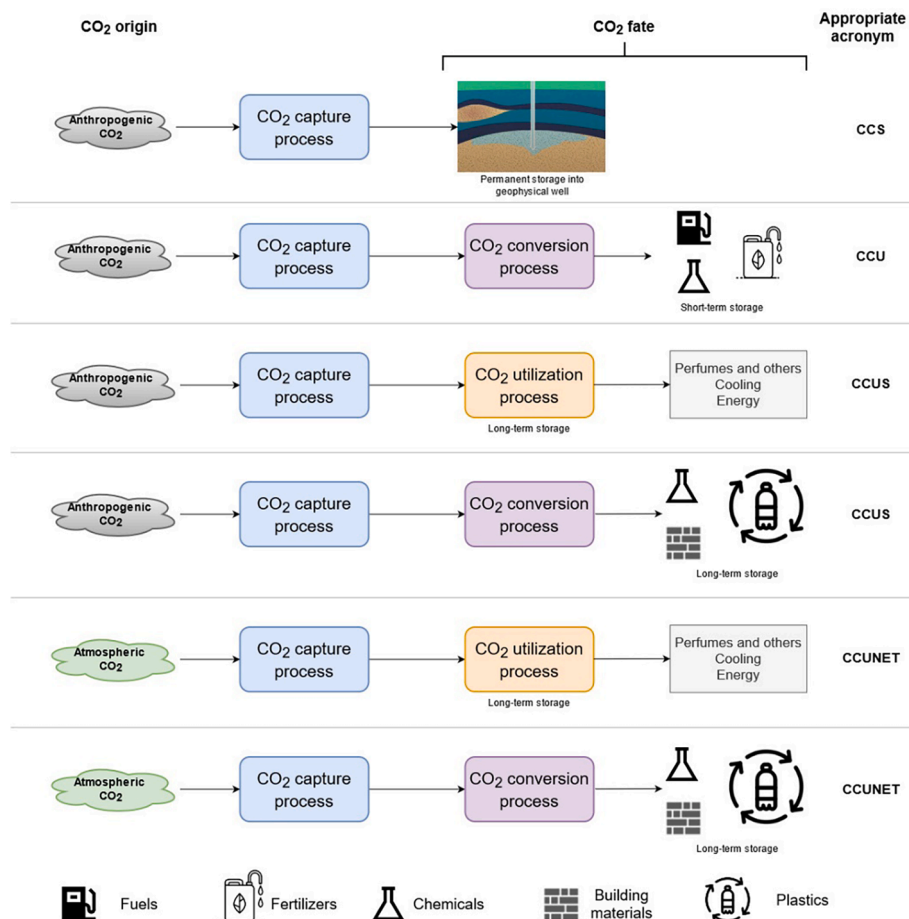 CO2 origin
CO2 fate
Appropriate
acronym
Anthropogenic
CO2
CO2 capture
process
Permanent storage into
geophysical well
CCS
Anthropogenic
CO2
CO2 capture
process
CO2 conversion
process
Short-term storage
CCU
Anthropogenic
CO2
CO2 capture
process
CO2 utilization
process
Long-term storage
Perfumes and others
Cooling
Energy
CCUS
Anthropogenic
CO2
CO2 capture
process
CO2 conversion
process
Long-term storage
CCUS
Atmospheric
CO2
CO2 capture
process
CO2 utilization
process
Long-term storage
Perfumes and others
Cooling
Energy
CCUNET
Atmospheric
CO2
CO2 capture
process
CO2 conversion
process
Long-term storage
CCUNET
Fuels
Fertilizers
Chemicals
Building
materials
Plastics